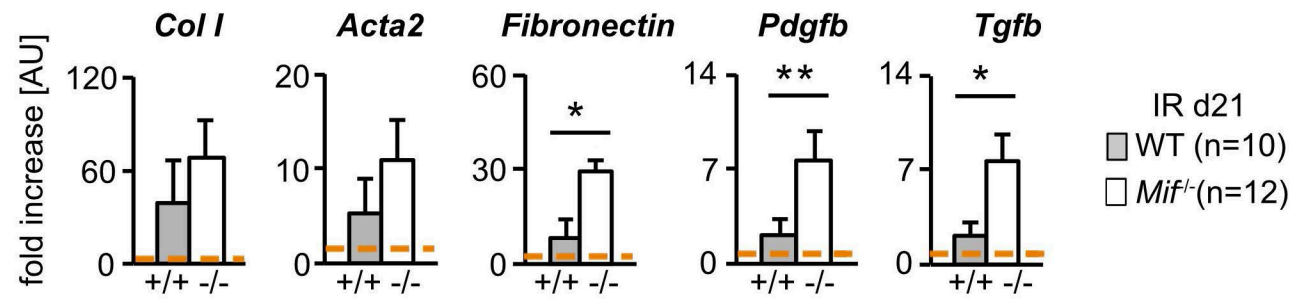 Col I
Acta2
Fibronectin
Pdgfb
Tgfb
fold increase [AU]
120
60
0
+/+ -/-
20
10
0
+/+ -/-
60
30
0
*
+/+ -/-
14
7
0
**
+/+ -/-
14
7
0
*
+/+ -/-
IR d21
WT (n=10)
Mif-/-(n=12)